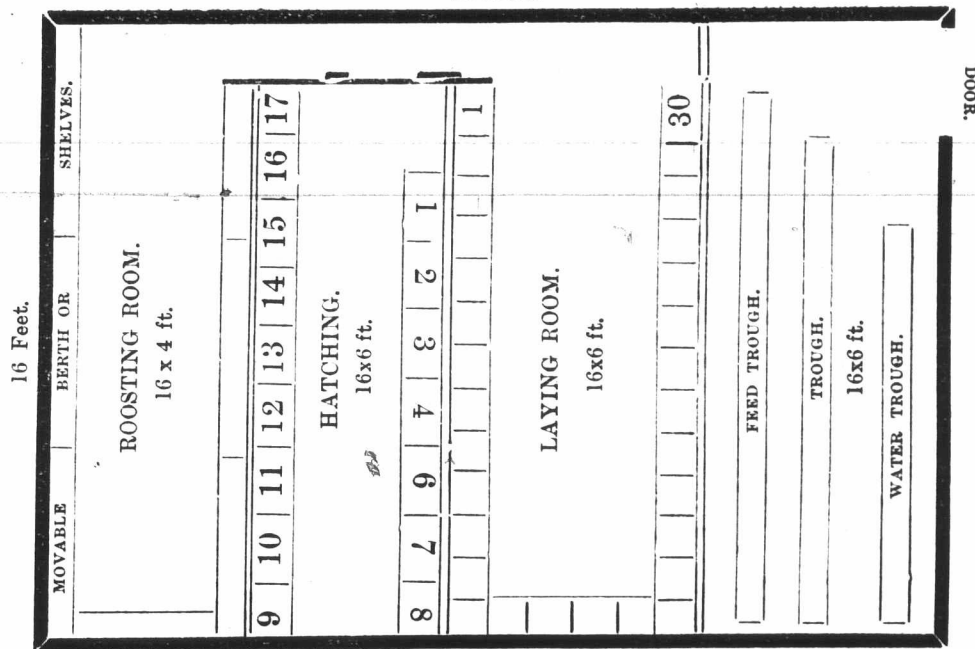 DOOR.
16 Feet.
MOVABLE BERTH OR SHELVES.
ROOSTING ROOM.
16 x 4 ft.
9 10 11 12 13 14 15 16 17
HATCHING.
16x6 ft.
1 2 3 4 6 7 8
1
LAYING ROOM.
16x6 ft.
30
FEED TROUGH.
TROUGH.
16x6 ft.
WATER TROUGH.